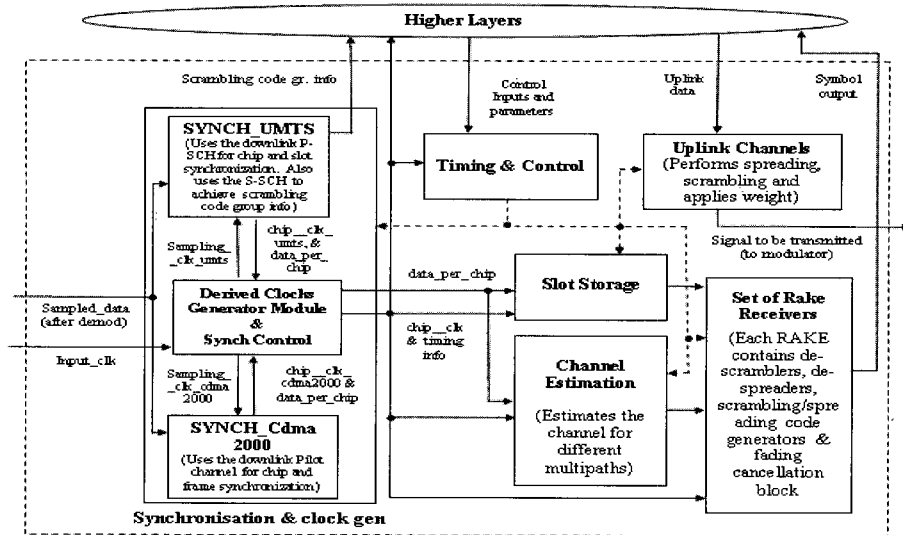 Higher Layers
Scrambling code gr. info
Control
Inputs and
parameters
Uplink
data
Symbol
output
SYNCH_UMTS
(Uses the downlink P-
SCH for chip and slot
synchronization. Also
uses the S-SCH to
achieve scrambling
code group info)
Timing & Control
Uplink Channels
(Performs spreading,
scrambling and
applies weight)
Sampling_
_clk_umts
chip__clk_
umts, &
data_per_
chip
Signal to be transmitted
(to modulator)
data_per_chip
Sampled_data
(after demod)
Input_clk
Derived Clocks
Generator Module
&
Synch Control
Slot Storage
Set of Rake
Receivers
(Each RAKE
contains de-
scramblers, de-
spreaders,
scrambling/spre
ading code
generators &
fading
cancellation
block
chip__clk
& timing
info
Channel
Estimation
(Estimates the
channel for
different
multipaths)
Sampling_
_clk_cdma
2000
chip__clk_
cdma2000 &
data_per_chip
SYNCH_Cdma
2000
(Uses the downlink Pilot
channel for chip and
frame synchronization)
Synchronisation & clock gen